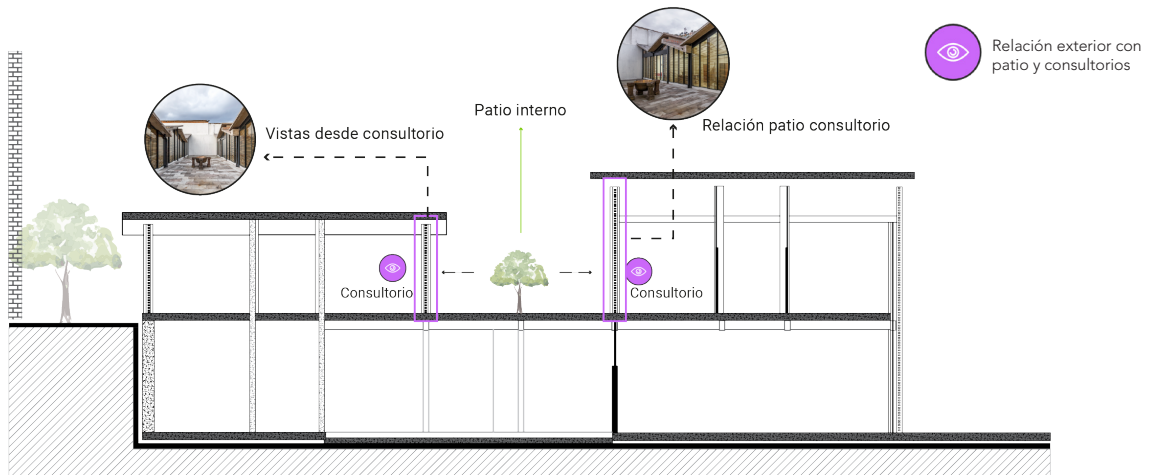 Relación exterior con
patio y consultorios
Patio interno
Relación patio consultorio
Vistas desde consultorio
Consultorio
Consultorio